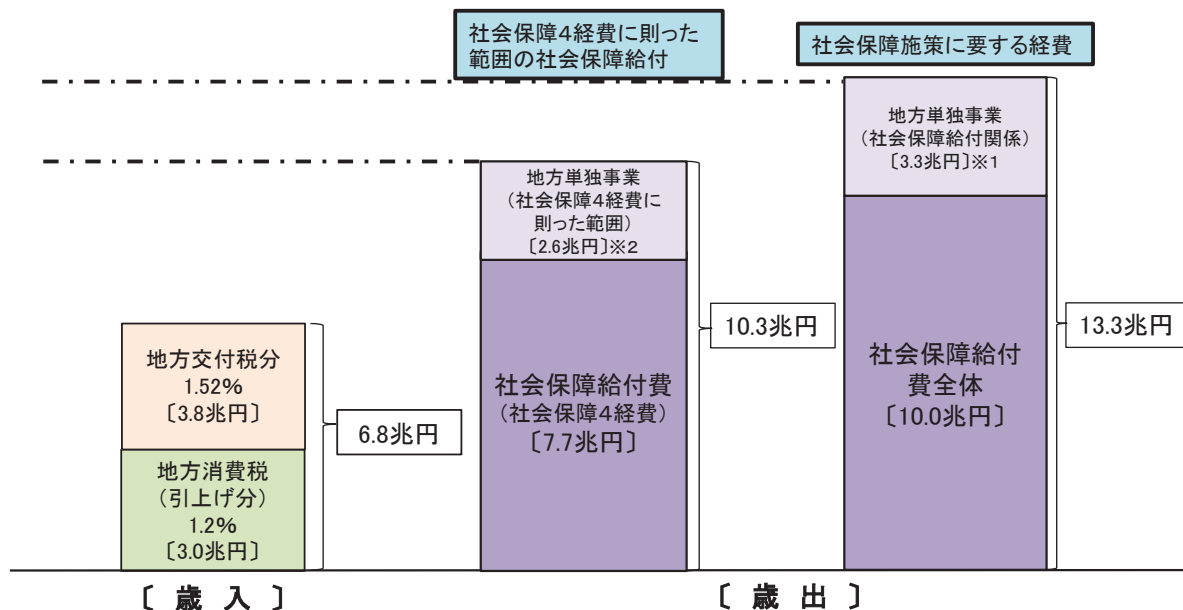 社会保障４経費に則った
範囲の社会保障給付
社会保障施策に要する経費
地方単独事業
（社会保障４経費に
則った範囲）
〔2.6兆円〕※２
地方単独事業
（社会保障給付関係）
〔3.3兆円〕※１
地方交付税分
1.52%
〔3.8兆円〕
地方消費税
（引上げ分）
1.2%
〔3.0兆円〕
6.8兆円
社会保障給付費
（社会保障４経費）
〔7.7兆円〕
10.3兆円
社会保障給付
費全体
〔10.0兆円〕
13.3兆円
〔 歳 入 〕
〔 歳 出 〕